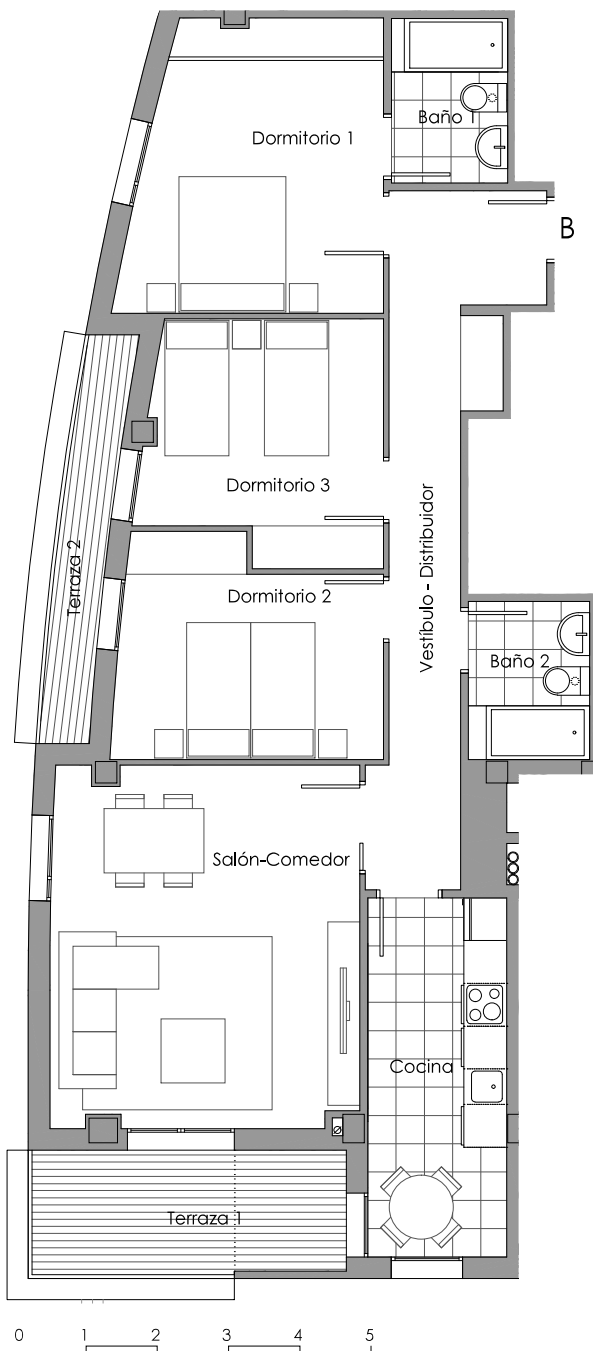 Baño 1
Dormitorio 1
B
Dormitorio 3
Vestíbulo - Distribuidor
Terraza 2
Dormitorio 2
Baño 2
Salón-Comedor
Cocina
Terraza 1
0 1 2 3 4 5